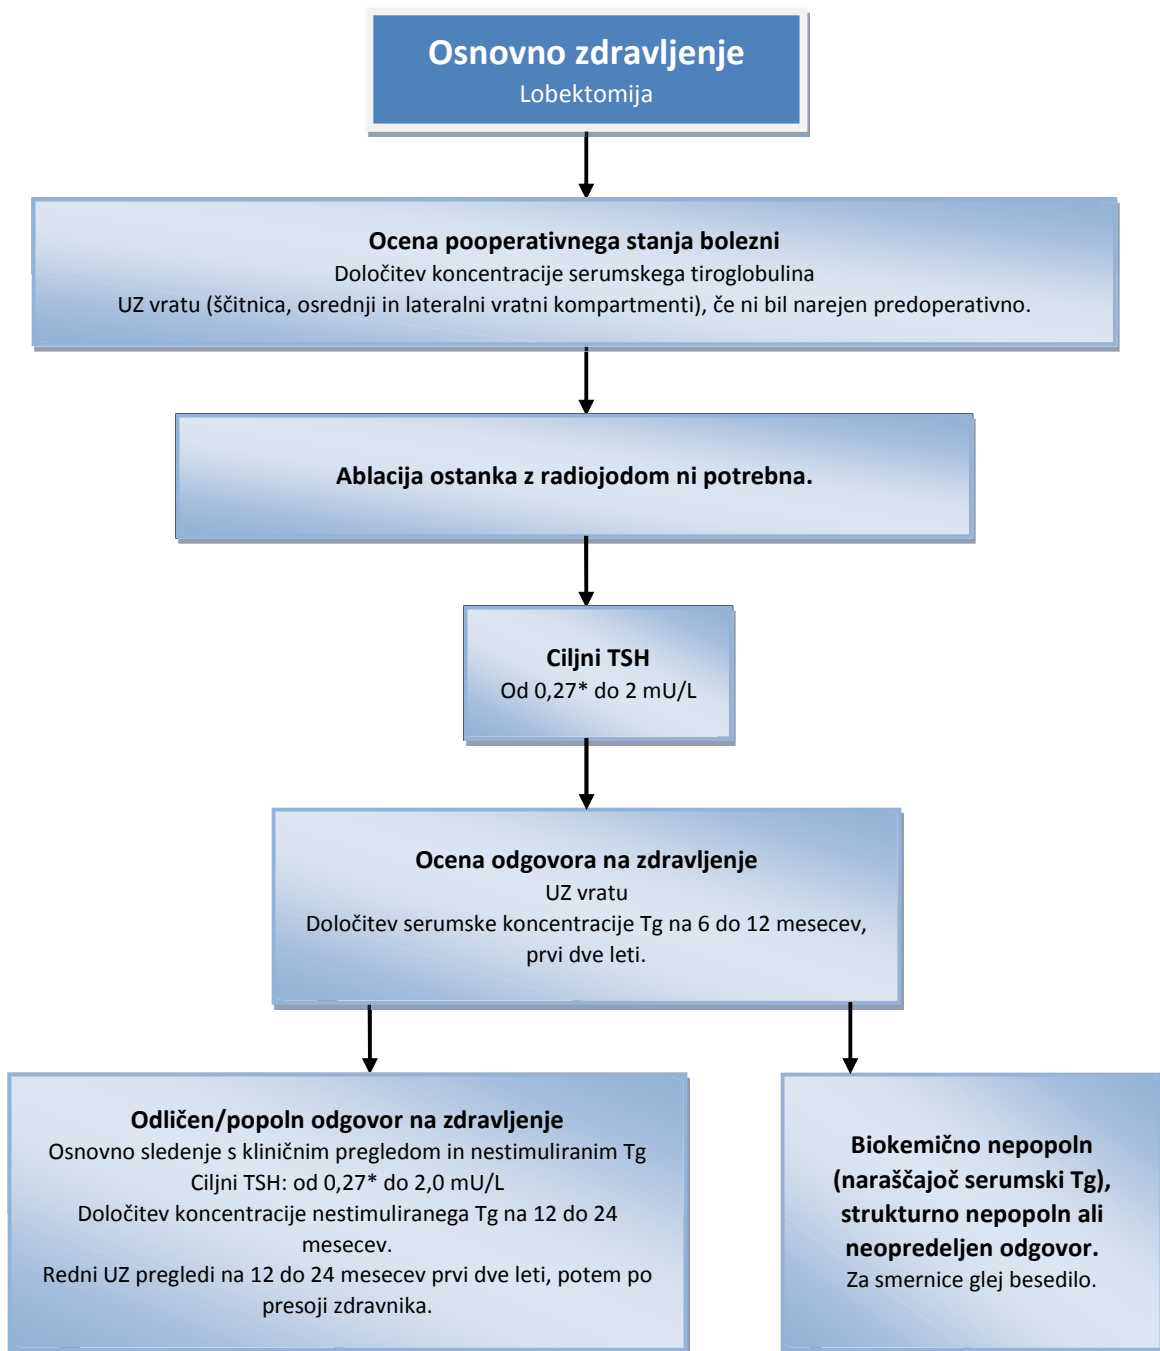 Osnovno zdravljenje
Lobektomija
Ocena pooperativnega stanja bolezni
Določitev koncentracije serumskega tiroglobulina
UZ vratu (ščitnica, osrednji in lateralni vratni kompartmenti), če ni bil narejen predoperativno.
Ablacija ostanka z radiojodom ni potrebna.
Ciljni TSH
Od 0,27* do 2 mU/L
Ocena odgovora na zdravljenje
UZ vratu
Določitev serumske koncentracije Tg na 6 do 12 mesecev,
prvi dve leti.
Odličen/popoln odgovor na zdravljenje
Osnovno sledenje s kliničnim pregledom in nestimuliranim Tg
Ciljni TSH: od 0,27* do 2,0 mU/L
Določitev koncentracije nestimuliranega Tg na 12 do 24
mesecev.
Redni UZ pregledi na 12 do 24 mesecev prvi dve leti, potem po
presoji zdravnika.
Biokemično nepopoln
(naraščajoč serumski Tg),
strukturno nepopoln ali
neopredeljen odgovor.
Za smernice glej besedilo.